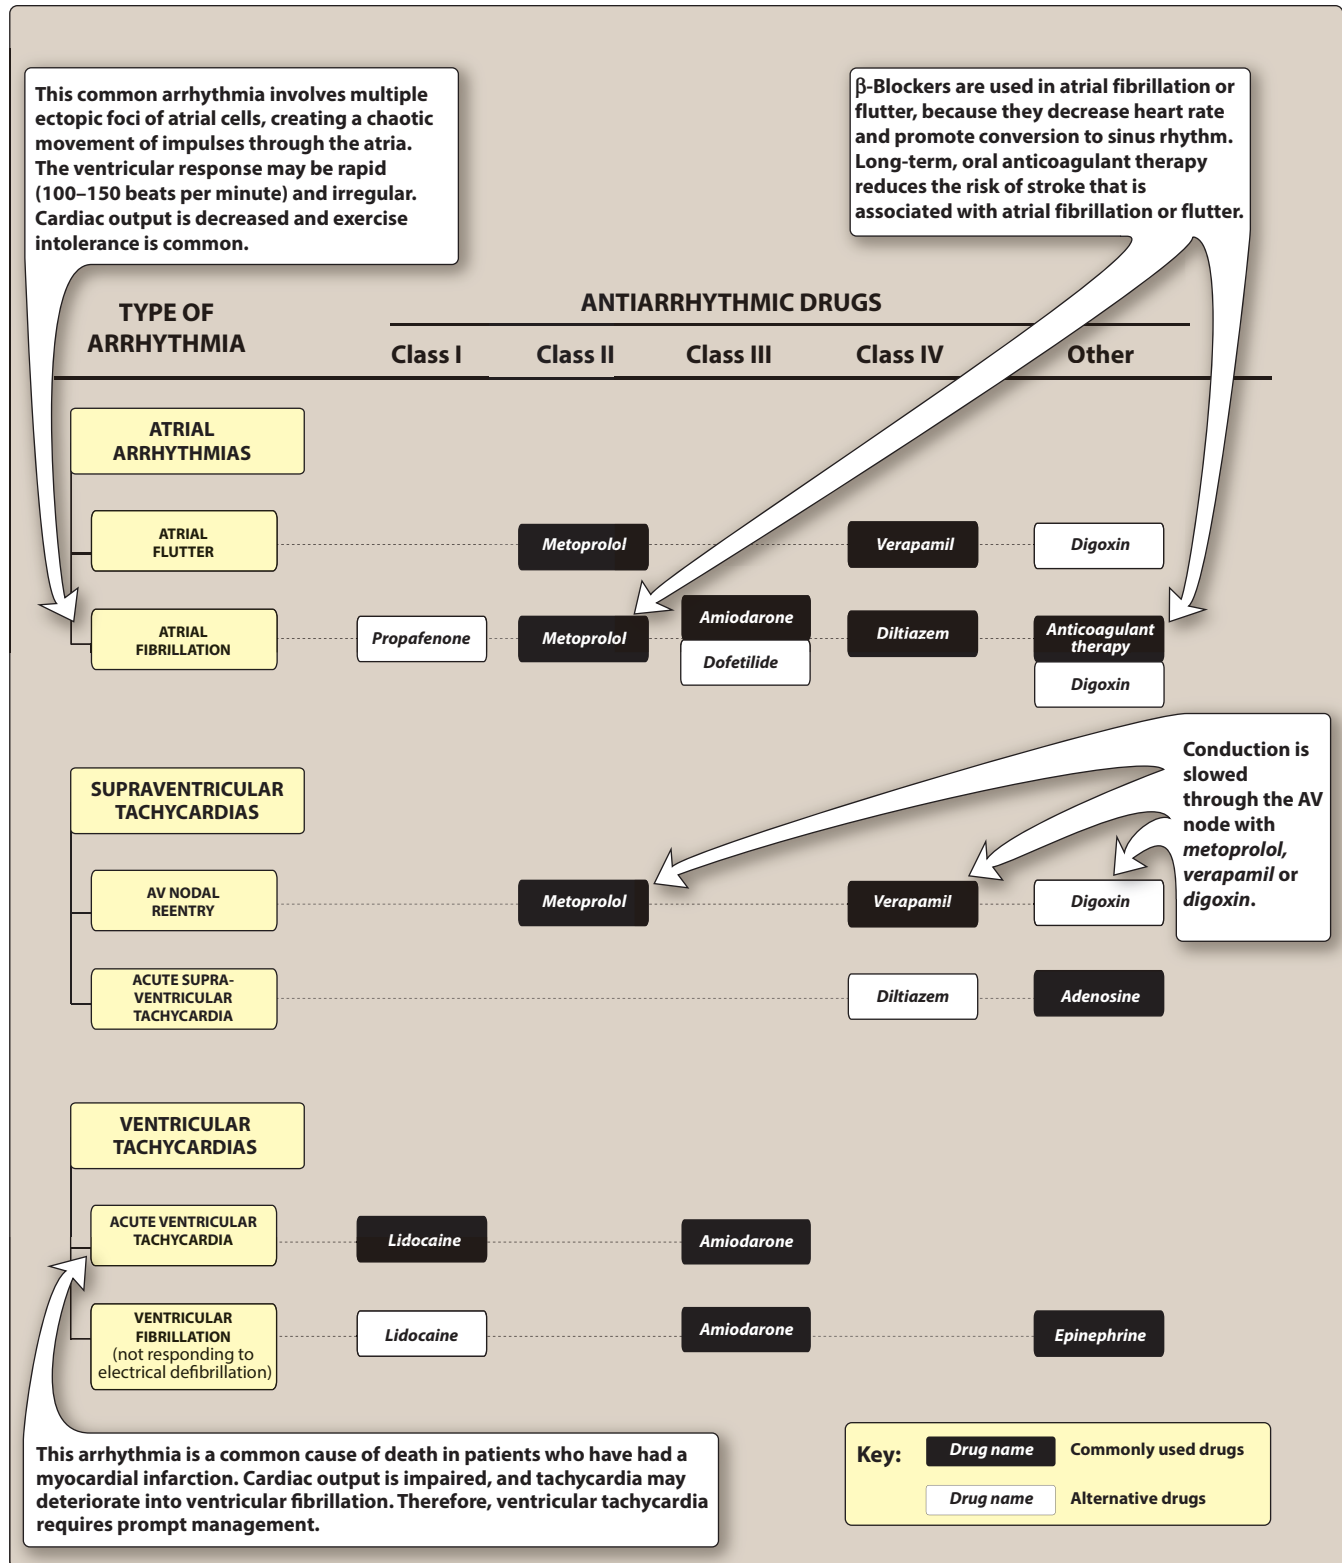 This common arrhythmia involves multiple
ectopic foci of atrial cells, creating a chaotic
movement of impulses through the atria.
The ventricular response may be rapid
(100–150 beats per minute) and irregular.
Cardiac output is decreased and exercise
intolerance is common.
β-Blockers are used in atrial fibrillation or
flutter, because they decrease heart rate
and promote conversion to sinus rhythm.
Long-term, oral anticoagulant therapy
reduces the risk of stroke that is
associated with atrial fibrillation or flutter.
TYPE OF
ARRHYTHMIA
ANTIARRHYTHMIC DRUGS
Class I Class II Class III Class IV Other
ATRIAL
ARRHYTHMIAS
ATRIAL
FLUTTER
Metoprolol Verapamil Digoxin
ATRIAL
FIBRILLATION
Propafenone Metoprolol Amiodarone Diltiazem Anticoagulant
therapy
Dofetilide Digoxin
Conduction is
slowed
through the AV
node with
metoprolol,
verapamil or
digoxin.
SUPRAVENTRICULAR
TACHYCARDIAS
AV NODAL
REENTRY
Metoprolol Verapamil Digoxin
ACUTE SUPRA-
VENTRICULAR
TACHYCARDIA
Diltiazem Adenosine
VENTRICULAR
TACHYCARDIAS
ACUTE VENTRICULAR
TACHYCARDIA
Lidocaine Amiodarone
VENTRICULAR
FIBRILLATION
(not responding to
electrical defibrillation)
Lidocaine Amiodarone Epinephrine
This arrhythmia is a common cause of death in patients who have had a
myocardial infarction. Cardiac output is impaired, and tachycardia may
deteriorate into ventricular fibrillation. Therefore, ventricular tachycardia
requires prompt management.
Key: Drug name Commonly used drugs
Drug name Alternative drugs